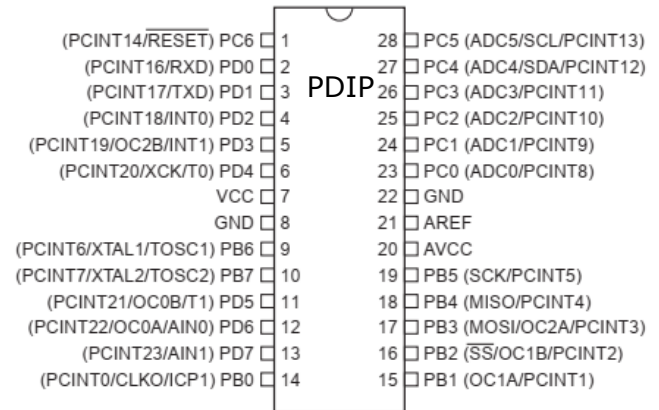 (PCINT14/RESET) PC6 1 28 PC5 (ADC5/SCL/PCINT13)
(PCINT16/RXD) PD0 2 27 PC4 (ADC4/SDA/PCINT12)
(PCINT17/TXD) PD1 3 PDIP 26 PC3 (ADC3/PCINT11)
(PCINT18/INT0) PD2 4 25 PC2 (ADC2/PCINT10)
(PCINT19/OC2B/INT1) PD3 5 24 PC1 (ADC1/PCINT9)
(PCINT20/XCK/T0) PD4 6 23 PC0 (ADC0/PCINT8)
VCC 7 22 GND
GND 8 21 AREF
(PCINT6/XTAL1/TOSC1) PB6 9 20 AVCC
(PCINT7/XTAL2/TOSC2) PB7 10 19 PB5 (SCK/PCINT5)
(PCINT21/OC0B/T1) PD5 11 18 PB4 (MISO/PCINT4)
(PCINT22/OC0A/AIN0) PD6 12 17 PB3 (MOSI/OC2A/PCINT3)
(PCINT23/AIN1) PD7 13 16 PB2 (SS/OC1B/PCINT2)
(PCINT0/CLKO/ICP1) PB0 14 15 PB1 (OC1A/PCINT1)